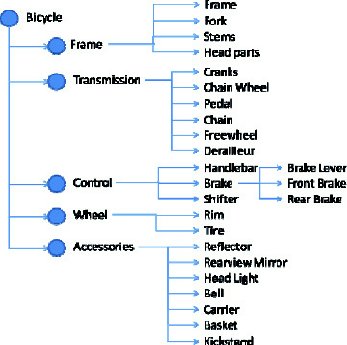 Bicycle
Frame
Frame
Fork
Stems
Head parts
Transmission
Cranks
Chain Wheel
Pedal
Chain
Freewheel
Derailleur
Control
Handlebar
Brake
Brake Lever
Front Brake
Rear Brake
Shifter
Wheel
Rim
Tire
Accessories
Reflector
Rearview Mirror
Head Light
Bell
Carrier
Basket
Kickstand